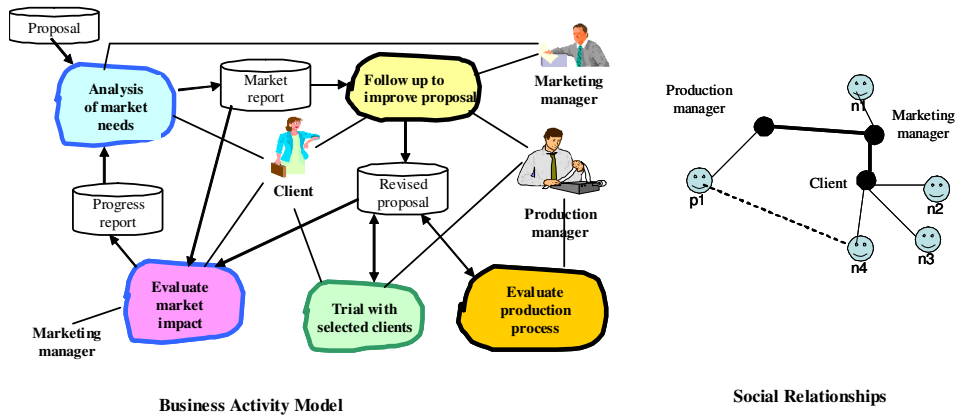 Proposal
Analysis
of market
needs
Market
report
Follow up to
improve proposal
Marketing
manager
Client
Progress
report
Revised
proposal
Production
manager
Evaluate
market
impact
Trial with
selected clients
Evaluate
production
process
Marketing
manager
Business Activity Model
Production
manager
n1
Marketing
manager
Client
p1
n2
n3
n4
Social Relationships